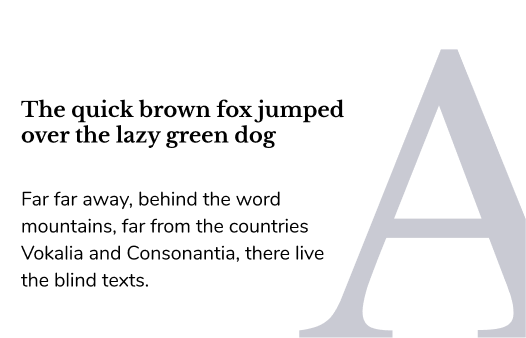 The quick brown fox jumped
over the lazy green dog
Far far away, behind the word
mountains, far from the countries
Vokalia and Consonantia, there live
the blind texts.
A